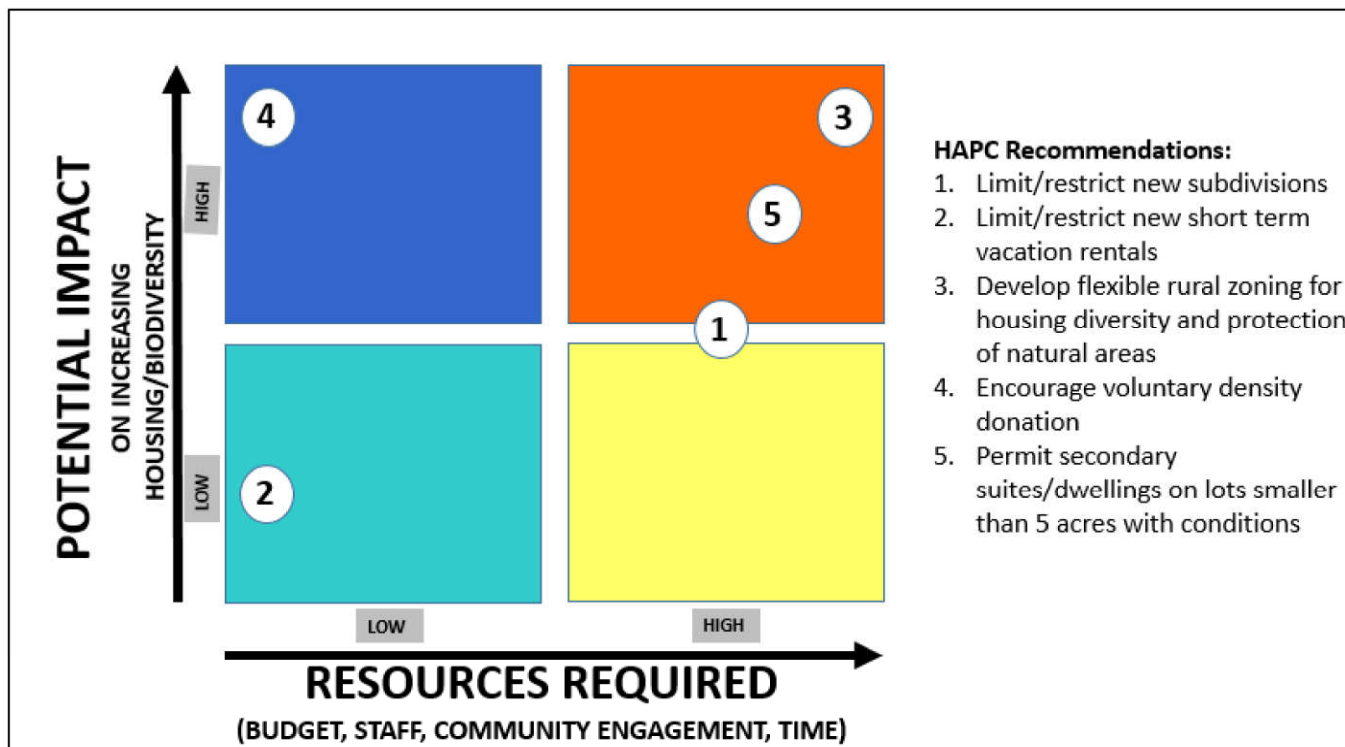 POTENTIAL IMPACT
ON INCREASING
HOUSING/BIODIVERSITY
HIGH
LOW
4
3
5
1
2
LOW
HIGH
RESOURCES REQUIRED
(BUDGET, STAFF, COMMUNITY ENGAGEMENT, TIME)
HAPC Recommendations:
1. Limit/restrict new subdivisions
2. Limit/restrict new short term
vacation rentals
3. Develop flexible rural zoning for
housing diversity and protection
of natural areas
4. Encourage voluntary density
donation
5. Permit secondary
suites/dwellings on lots smaller
than 5 acres with conditions